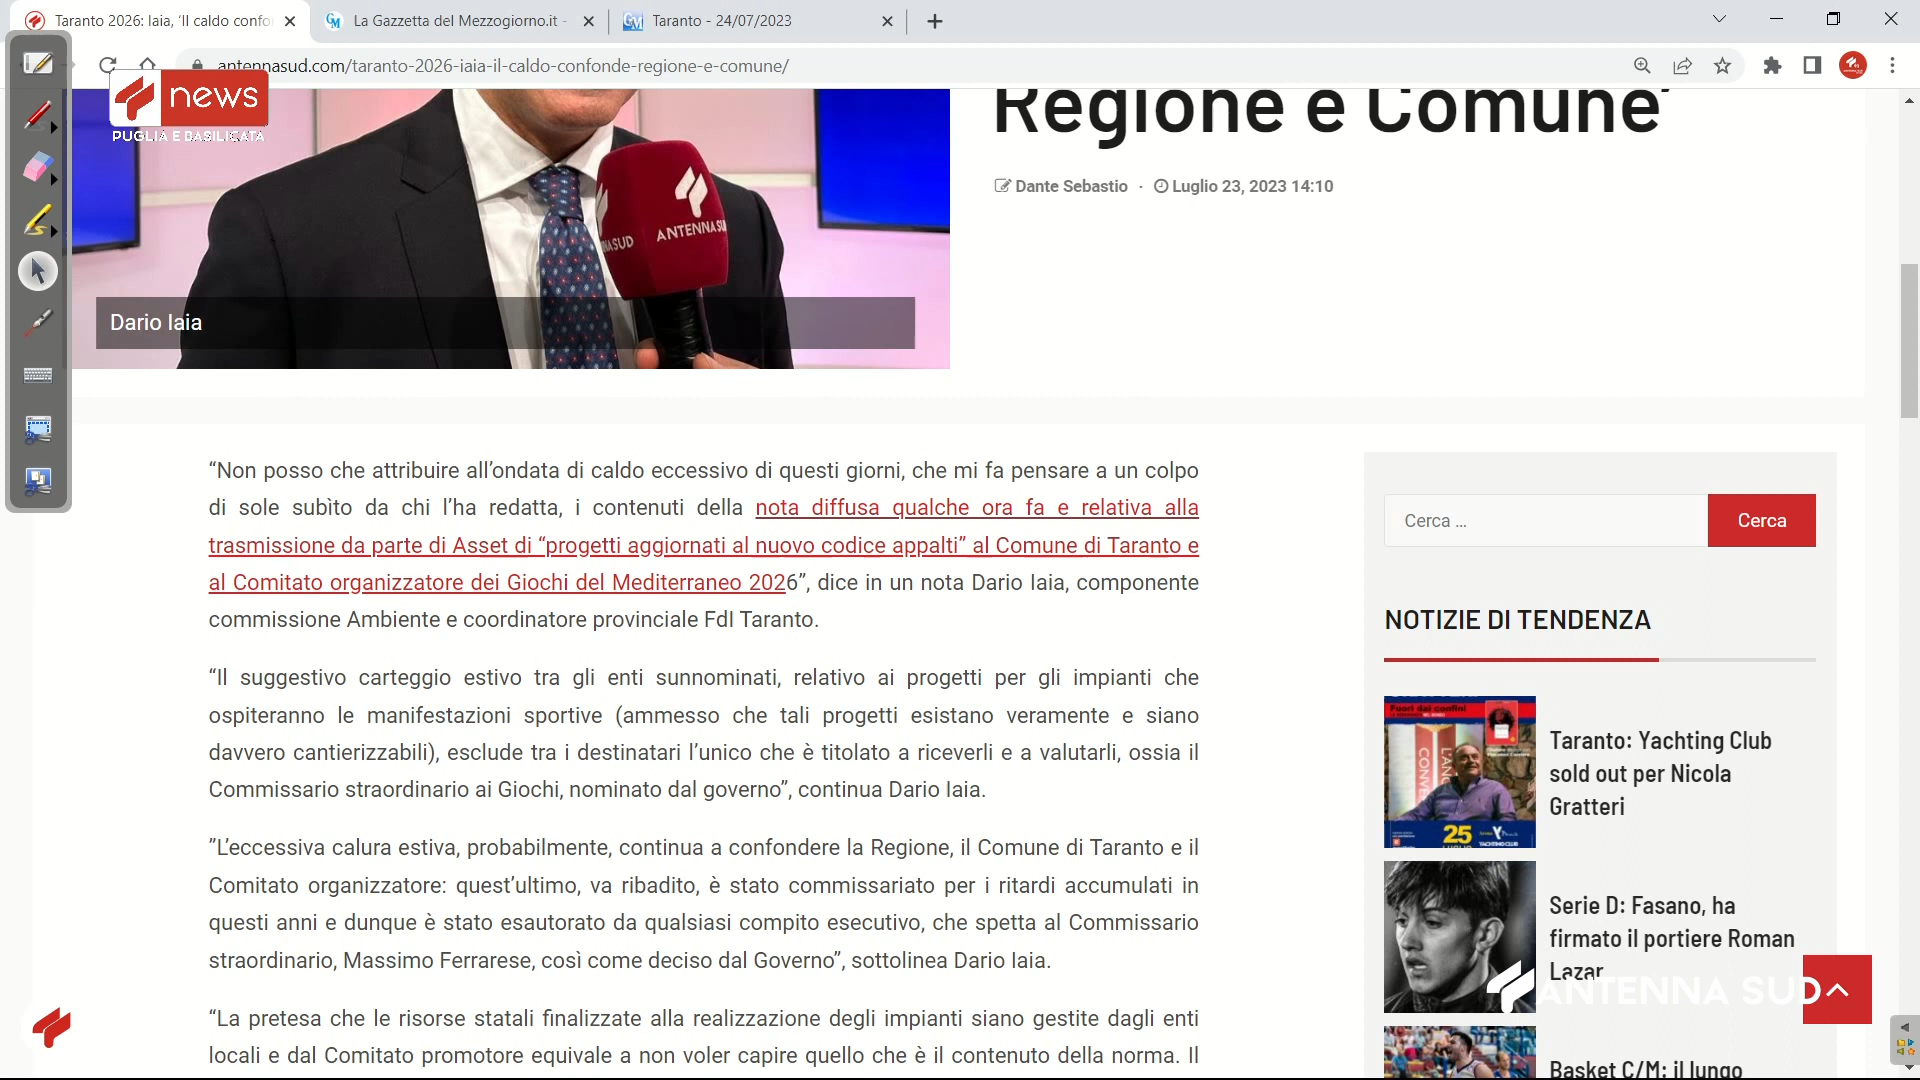 Taranto 2026: Iaia, 'Il caldo confo
La Gazzetta del Mezzogiorno.it -
Taranto - 24/07/2023
antennasud.com/taranto-2026-iaia-il-caldo-confonde-regione-e-comune/
news
PUGLIA E BASILICATA
Regione e Comune'
Dante Sebastio · Luglio 23, 2023 14:10
NASUD
ANTENNA SU
Dario Iaia
“Non posso che attribuire all’ondata di caldo eccessivo di questi giorni, che mi fa pensare a un colpo
di sole subìto da chi l’ha redatta, i contenuti della nota diffusa qualche ora fa e relativa alla
trasmissione da parte di Asset di “progetti aggiornati al nuovo codice appalti” al Comune di Taranto e
al Comitato organizzatore dei Giochi del Mediterraneo 2026”, dice in un nota Dario Iaia, componente
commissione Ambiente e coordinatore provinciale FdI Taranto.
“Il suggestivo carteggio estivo tra gli enti sunnominati, relativo ai progetti per gli impianti che
ospiteranno le manifestazioni sportive (ammesso che tali progetti esistano veramente e siano
davvero cantierizzabili), esclude tra i destinatari l’unico che è titolato a riceverli e a valutarli, ossia il
Commissario straordinario ai Giochi, nominato dal governo”, continua Dario Iaia.
”L’eccessiva calura estiva, probabilmente, continua a confondere la Regione, il Comune di Taranto e il
Comitato organizzatore: quest’ultimo, va ribadito, è stato commissariato per i ritardi accumulati in
questi anni e dunque è stato esautorato da qualsiasi compito esecutivo, che spetta al Commissario
straordinario, Massimo Ferrarese, così come deciso dal Governo”, sottolinea Dario Iaia.
“La pretesa che le risorse statali finalizzate alla realizzazione degli impianti siano gestite dagli enti
locali e dal Comitato promotore equivale a non voler capire quello che è il contenuto della norma. Il
Cerca …
Cerca
NOTIZIE DI TENDENZA
Fuori dai confini
25
YACHTING CLUB
Taranto: Yachting Club
sold out per Nicola
Gratteri
Serie D: Fasano, ha
firmato il portiere Roman
Lazar
ANTENNA SUD
Basket C/M: il lungo